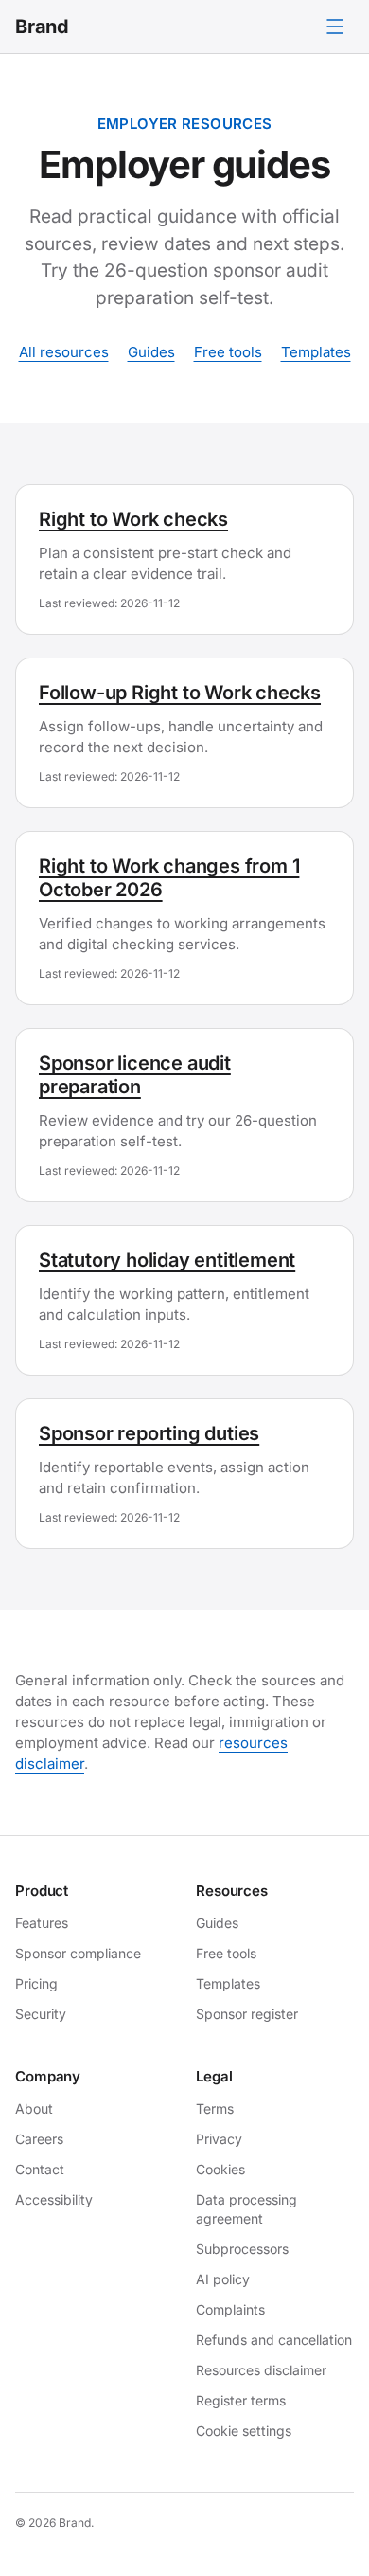 Brand
EMPLOYER RESOURCES
Employer guides
Read practical guidance with official
sources, review dates and next steps.
Try the 26-question sponsor audit
preparation self-test.
All resources Guides Free tools Templates
Right to Work checks
Plan a consistent pre-start check and
retain a clear evidence trail.
Last reviewed: 2026-11-12
Follow-up Right to Work checks
Assign follow-ups, handle uncertainty and
record the next decision.
Last reviewed: 2026-11-12
Right to Work changes from 1
October 2026
Verified changes to working arrangements
and digital checking services.
Last reviewed: 2026-11-12
Sponsor licence audit
preparation
Review evidence and try our 26-question
preparation self-test.
Last reviewed: 2026-11-12
Statutory holiday entitlement
Identify the working pattern, entitlement
and calculation inputs.
Last reviewed: 2026-11-12
Sponsor reporting duties
Identify reportable events, assign action
and retain confirmation.
Last reviewed: 2026-11-12
General information only. Check the sources and
dates in each resource before acting. These
resources do not replace legal, immigration or
employment advice. Read our resources
disclaimer.
Product
Features
Sponsor compliance
Pricing
Security
Resources
Guides
Free tools
Templates
Sponsor register
Company
About
Careers
Contact
Accessibility
Legal
Terms
Privacy
Cookies
Data processing
agreement
Subprocessors
AI policy
Complaints
Refunds and cancellation
Resources disclaimer
Register terms
Cookie settings
© 2026 Brand.